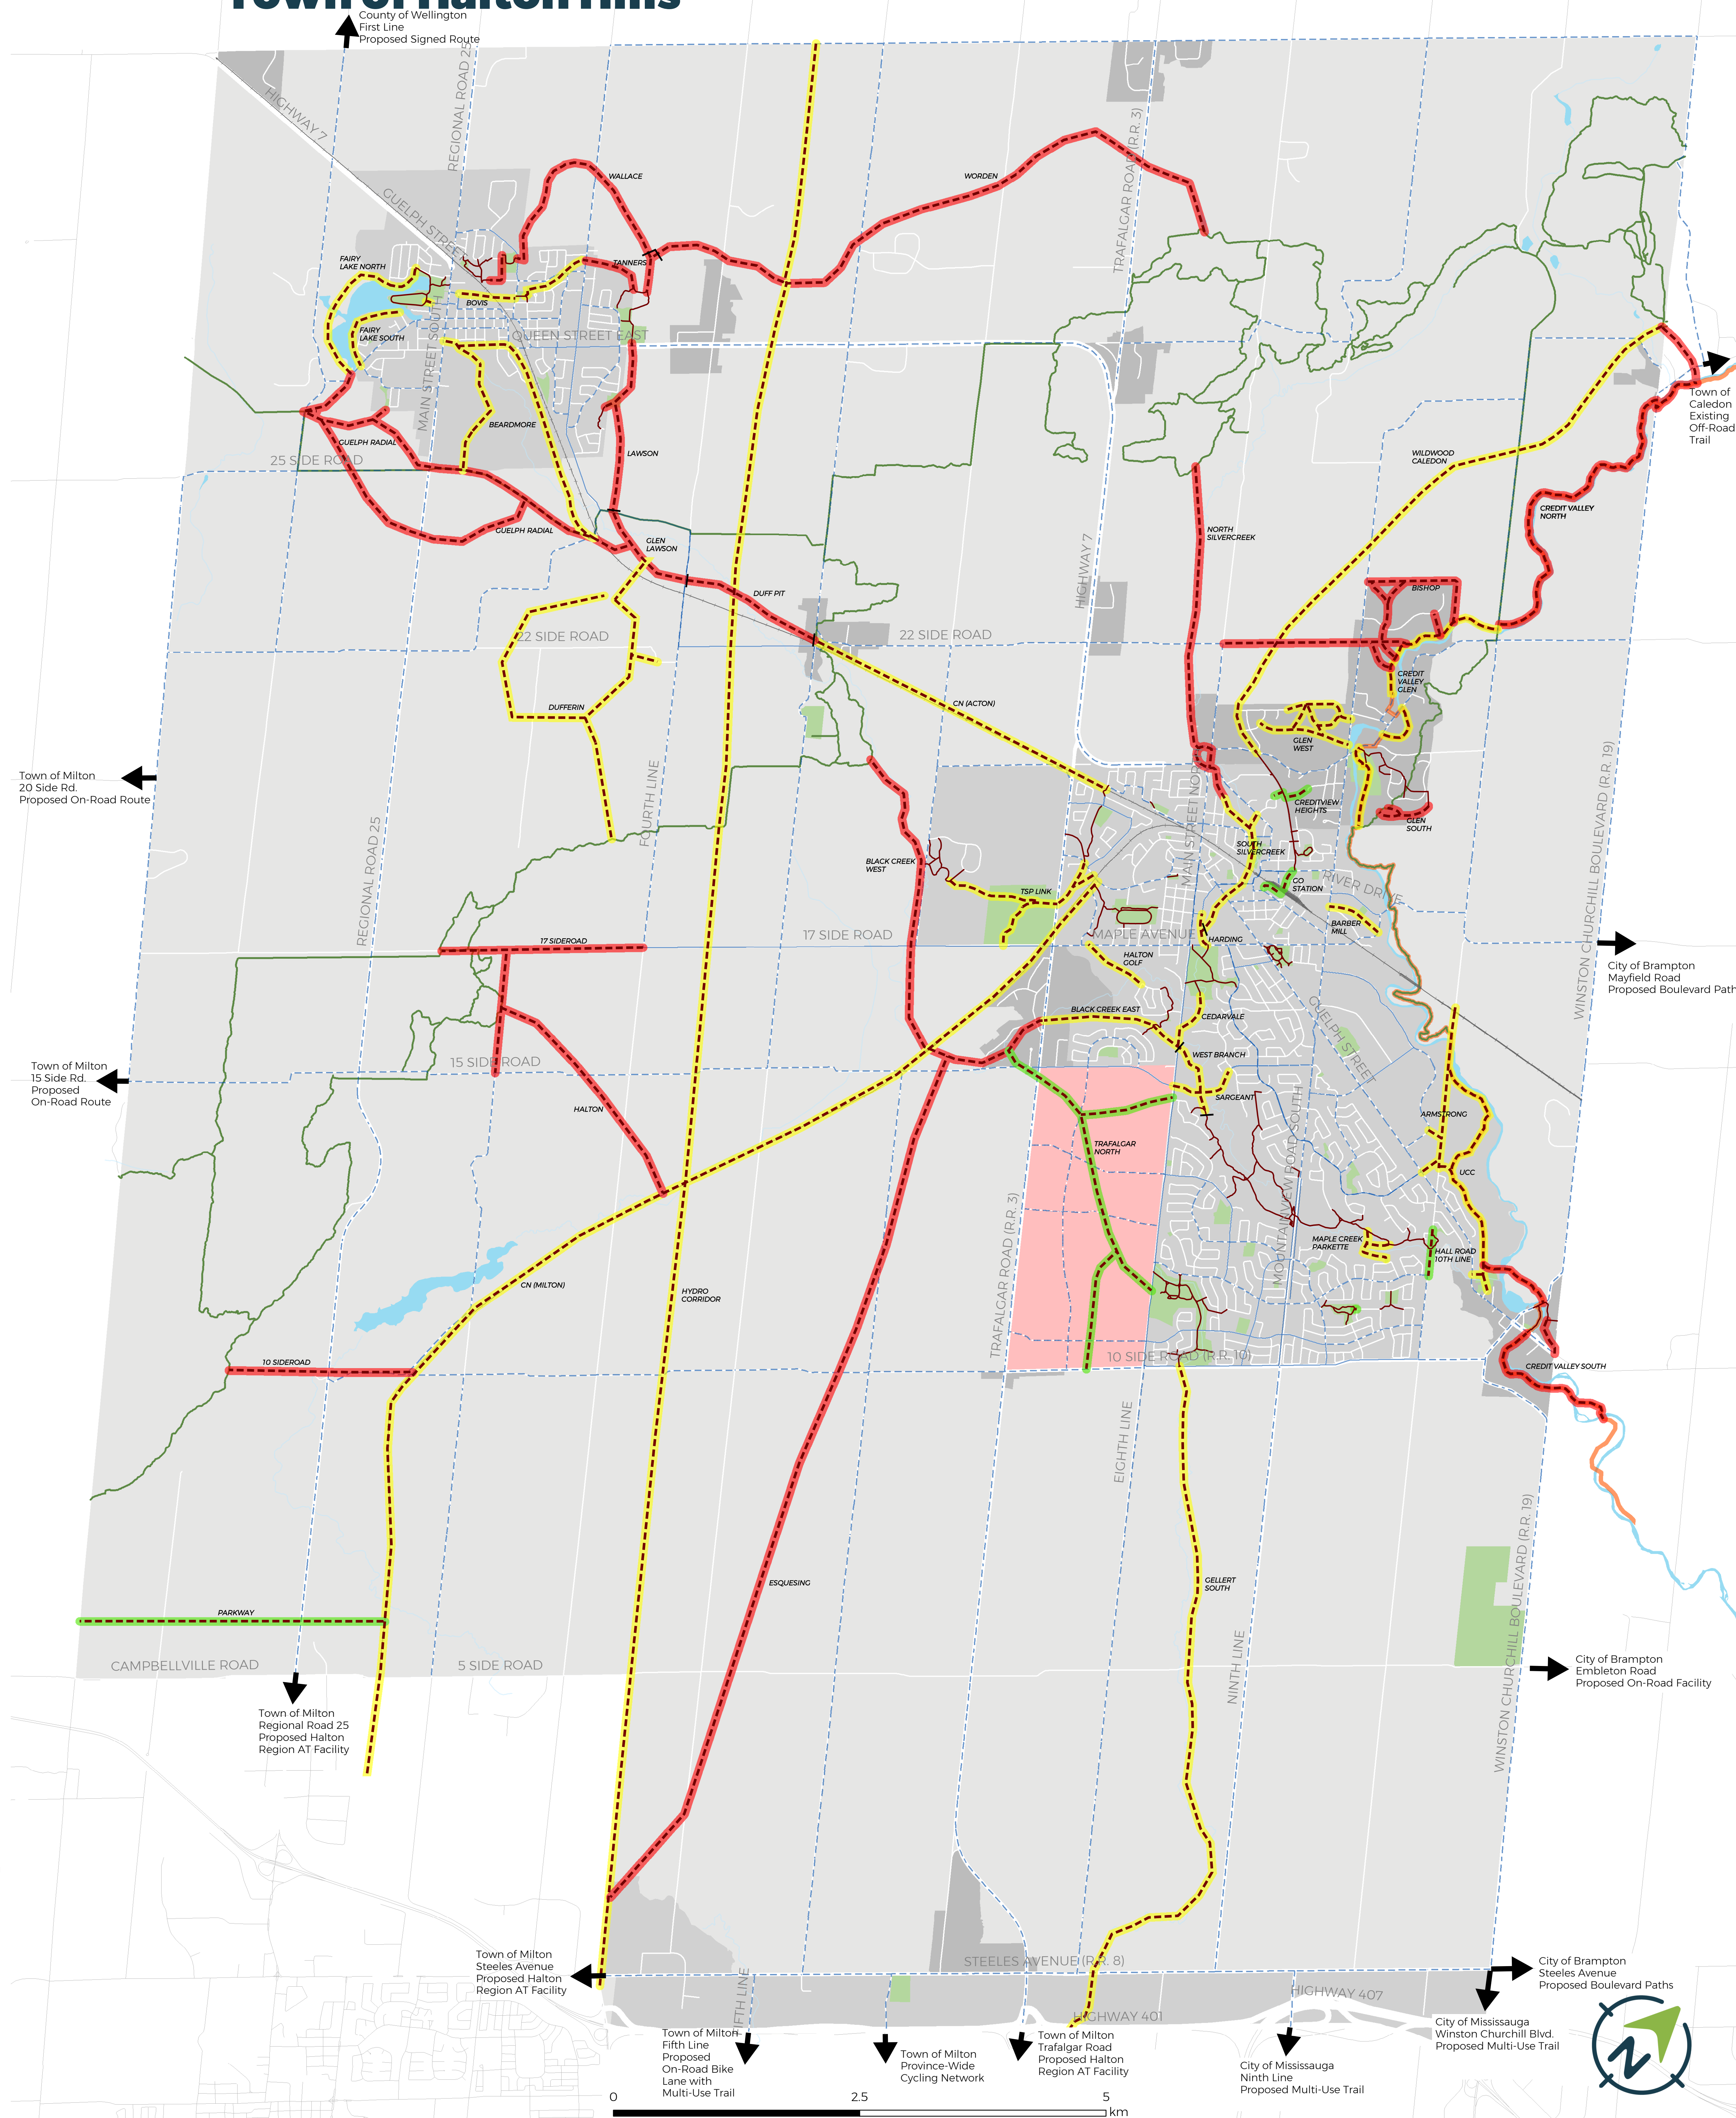 Town of Halton Hills
County of Wellington
First Line
Proposed Signed Route
REGIONAL ROAD 25
HIGHWAY 7
GUELPH STREET
TRAFALGAR ROAD (R.R. 3)
WALLACE
WORDEN
FAIRY
LAKE NORTH
TANNERS
BOVIS
FAIRY
LAKE SOUTH
QUEEN STREET EAST
MAIN STREET SOUTH
Town of
Caledon
Existing
Off-Road
Trail
BEARDMORE
GUELPH RADIAL
25 SIDE ROAD
LAWSON
WILDWOOD
CALEDON
CREDIT VALLEY
NORTH
GUELPH RADIAL
NORTH
SILVERCREEK
GLEN
LAWSON
HIGHWAY 7
DUFF PIT
BISHOP
22 SIDE ROAD
22 SIDE ROAD
CREDIT
VALLEY
GLEN
DUFFERIN
CN (ACTON)
GLEN
WEST
Town of Milton
20 Side Rd.
Proposed On-Road Route
FOURTH LINE
MAIN STREET NOR
WINSTON CHURCHILL BOULEVARD (R.R. 19)
CREDITVIEW
HEIGHTS
GLEN
SOUTH
REGIONAL ROAD 25
SOUTH
SILVERCREEK
BLACK CREEK
WEST
TSP LINK
GO
STATION
RIVER DRIVE
BARBER
MILL
17 SIDEROAD
17 SIDE ROAD
MAPLE AVENUE
HARDING
City of Brampton
Mayfield Road
Proposed Boulevard Path
HALTON
GOLF
BLACK CREEK EAST
CEDARVALE
GUELPH STREET
Town of Milton
15 Side Rd.
Proposed
On-Road Route
15 SIDE ROAD
WEST BRANCH
SARGEANT
HALTON
ARMSTRONG
TRAFALGAR
NORTH
UCC
TRAFALGAR ROAD (R.R. 3)
MOUNTAINVIEW ROAD SOUTH
MAPLE CREEK
PARKETTE
HALL ROAD
10TH LINE
CN (MILTON)
HYDRO
CORRIDOR
10 SIDEROAD
10 SIDE ROAD (R.R. 10)
CREDIT VALLEY SOUTH
EIGHTH LINE
ESQUESING
GELLERT
SOUTH
WINSTON CHURCHILL BOULEVARD (R.R. 19)
PARKWAY
NINTH LINE
CAMPBELLVILLE ROAD
5 SIDE ROAD
City of Brampton
Embleton Road
Proposed On-Road Facility
Town of Milton
Regional Road 25
Proposed Halton
Region AT Facility
Town of Milton
Steeles Avenue
Proposed Halton
Region AT Facility
STEELES AVENUE (R.R. 8)
City of Brampton
Steeles Avenue
Proposed Boulevard Paths
FIFTH LINE
HIGHWAY 407
HIGHWAY 401
City of Mississauga
Winston Churchill Blvd.
Proposed Multi-Use Trail
Town of Milton
Fifth Line
Proposed
On-Road Bike
Lane with
Multi-Use Trail
Town of Milton
Province-Wide
Cycling Network
Town of Milton
Trafalgar Road
Proposed Halton
Region AT Facility
City of Mississauga
Ninth Line
Proposed Multi-Use Trail
N
0 2.5 5
km